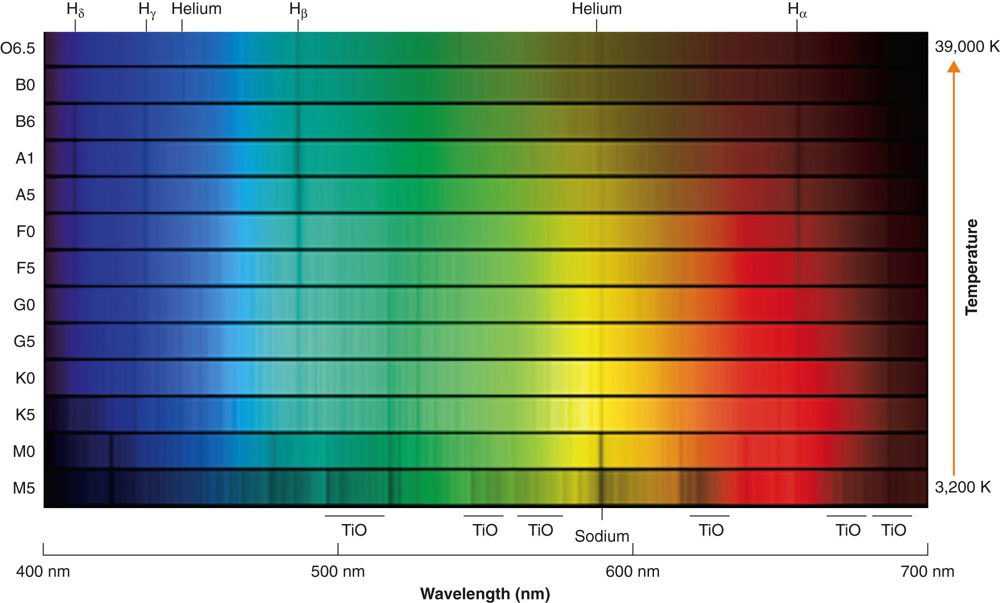 Hδ Hγ Helium Hβ Helium Hα
O6.5 39,000 K
B0
B6
A1
A5
F0
F5
G0
G5
K0
K5
M0
M5 3,200 K
Temperature
TiO TiO TiO Sodium TiO TiO TiO
400 nm 500 nm 600 nm 700 nm
Wavelength (nm)